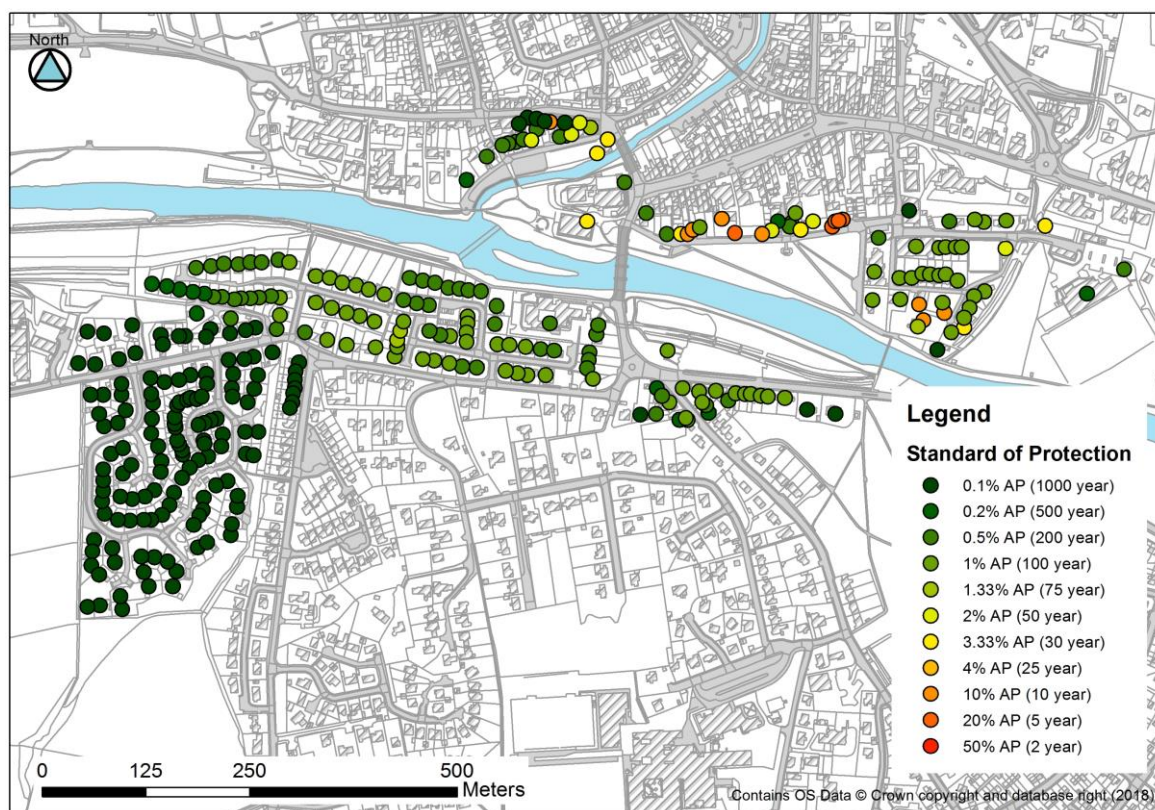 North
Legend
Standard of Protection
0.1% AP (1000 year)
0.2% AP (500 year)
0.5% AP (200 year)
1% AP (100 year)
1.33% AP (75 year)
2% AP (50 year)
3.33% AP (30 year)
4% AP (25 year)
10% AP (10 year)
20% AP (5 year)
50% AP (2 year)
0 125 250 500
Meters
Contains OS Data © Crown copyright and database right (2018)